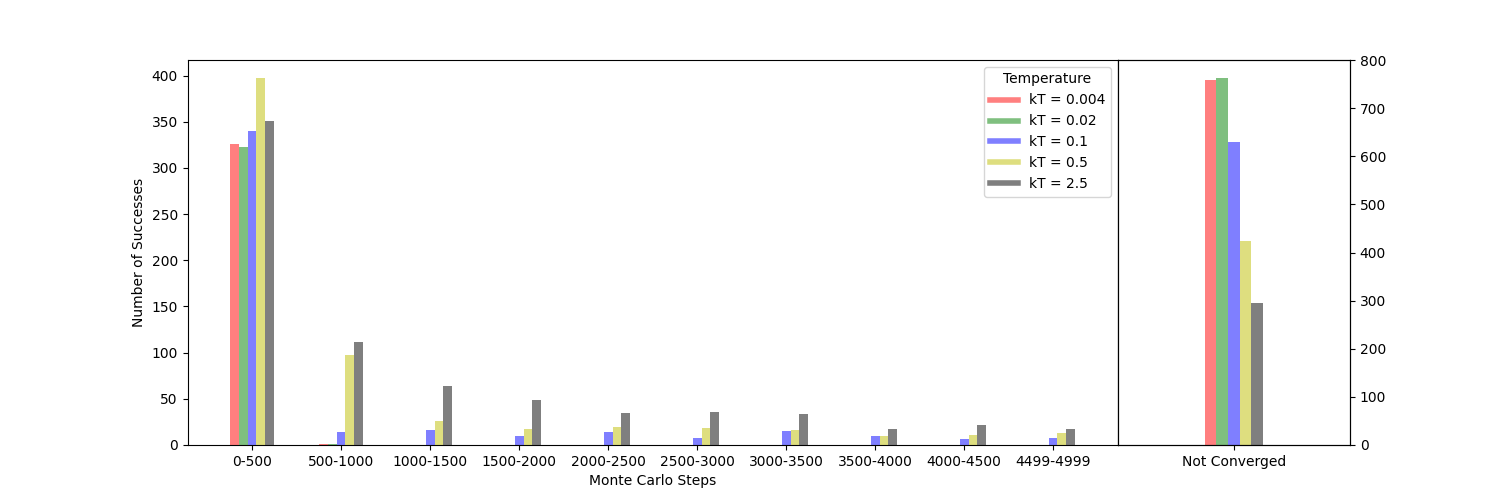 Temperature
kT = 0.004
kT = 0.02
kT = 0.1
kT = 0.5
kT = 2.5
Number of Successes
400
350
300
250
200
150
100
50
0
0-500 500-1000 1000-1500 1500-2000 2000-2500 2500-3000 3000-3500 3500-4000 4000-4500 4499-4999
Monte Carlo Steps
800
700
600
500
400
300
200
100
0
Not Converged